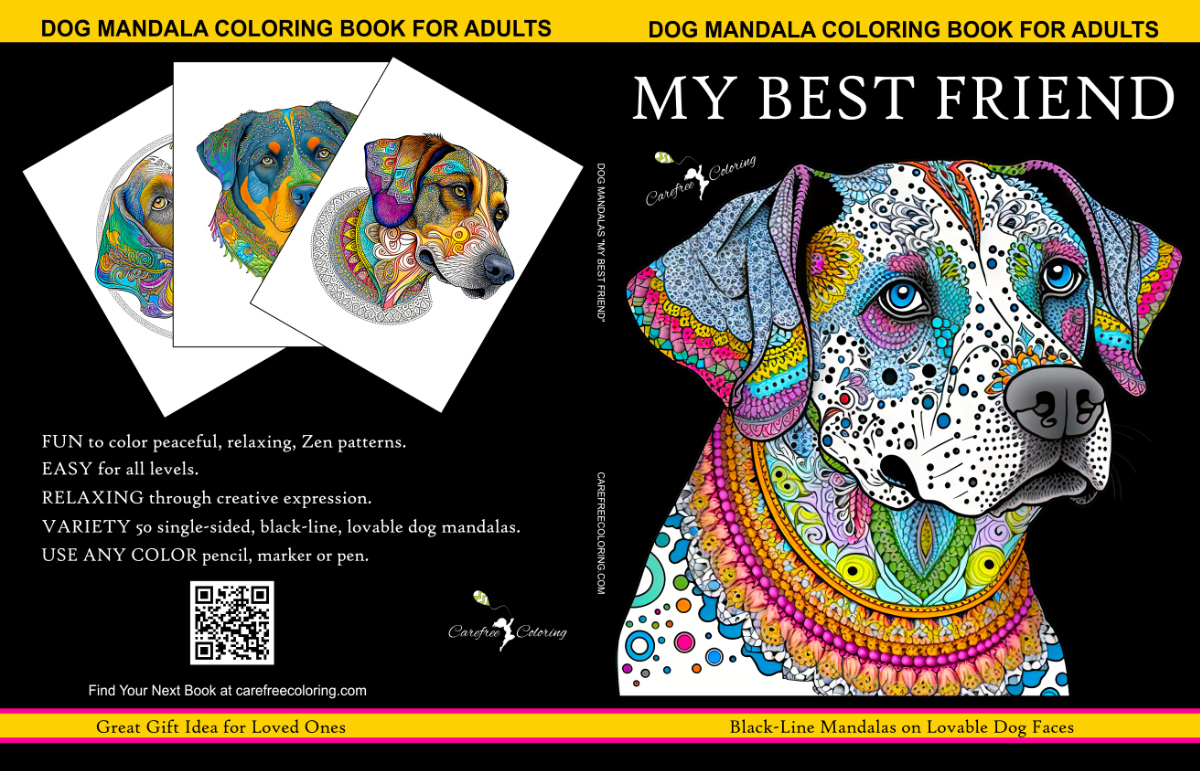 DOG MANDALA COLORING BOOK FOR ADULTS
FUN to color peaceful, relaxing, Zen patterns.
EASY for all levels.
RELAXING through creative expression.
VARIETY 50 single-sided, black-line, lovable dog mandalas.
USE ANY COLOR pencil, marker or pen.
Carefree Coloring
Find Your Next Book at carefreecoloring.com
Great Gift Idea for Loved Ones
DOG MANDALAS "MY BEST FRIEND"
CAREFREECOLORING.COM
DOG MANDALA COLORING BOOK FOR ADULTS
MY BEST FRIEND
Carefree Coloring
Black-Line Mandalas on Lovable Dog Faces